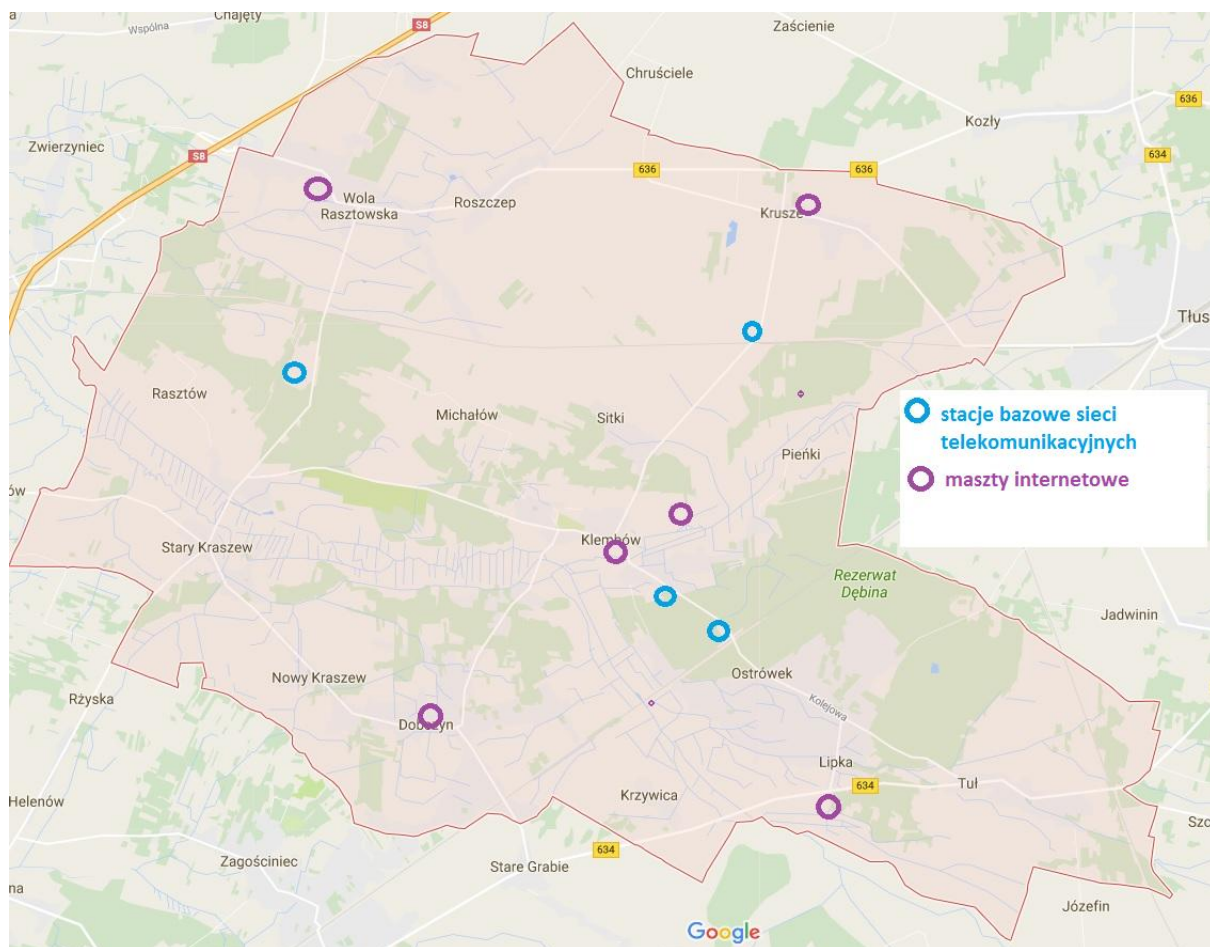 a
Chajęty
Wspólna
S8
Zaścienie
Chruściele
636
Kozły
634
Zwierzyniec
S8
636
636
Wola
Rasztowska
Roszczep
Krusze
Tłus
Rasztów
Michałów
Sitki
stacje bazowe sieci
telekomunikacyjnych
Pieńki
maszty internetowe
ów
Stary Kraszew
Klembów
Rezerwat
Dębina
Jadwinin
Nowy Kraszew
Ostrówek
Rżyska
Kolejowa
Dobczyn
Lipka
634
Tuł
Helenów
Krzywica
Szc
Zagościniec
634
Stare Grabie
na
Józefin
Google